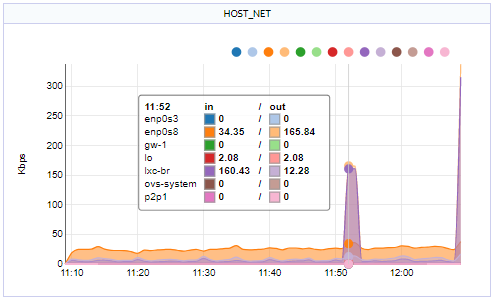 HOST_NET
Kbps
300
250
200
150
100
50
0
11:52 in / out
enp0s3 0 / 0
enp0s8 34.35 / 165.84
gw-1 0 / 0
lo 2.08 / 2.08
lxc-br 160.43 / 12.28
ovs-system 0 / 0
p2p1 0 / 0
11:10 11:20 11:30 11:40 11:50 12:00